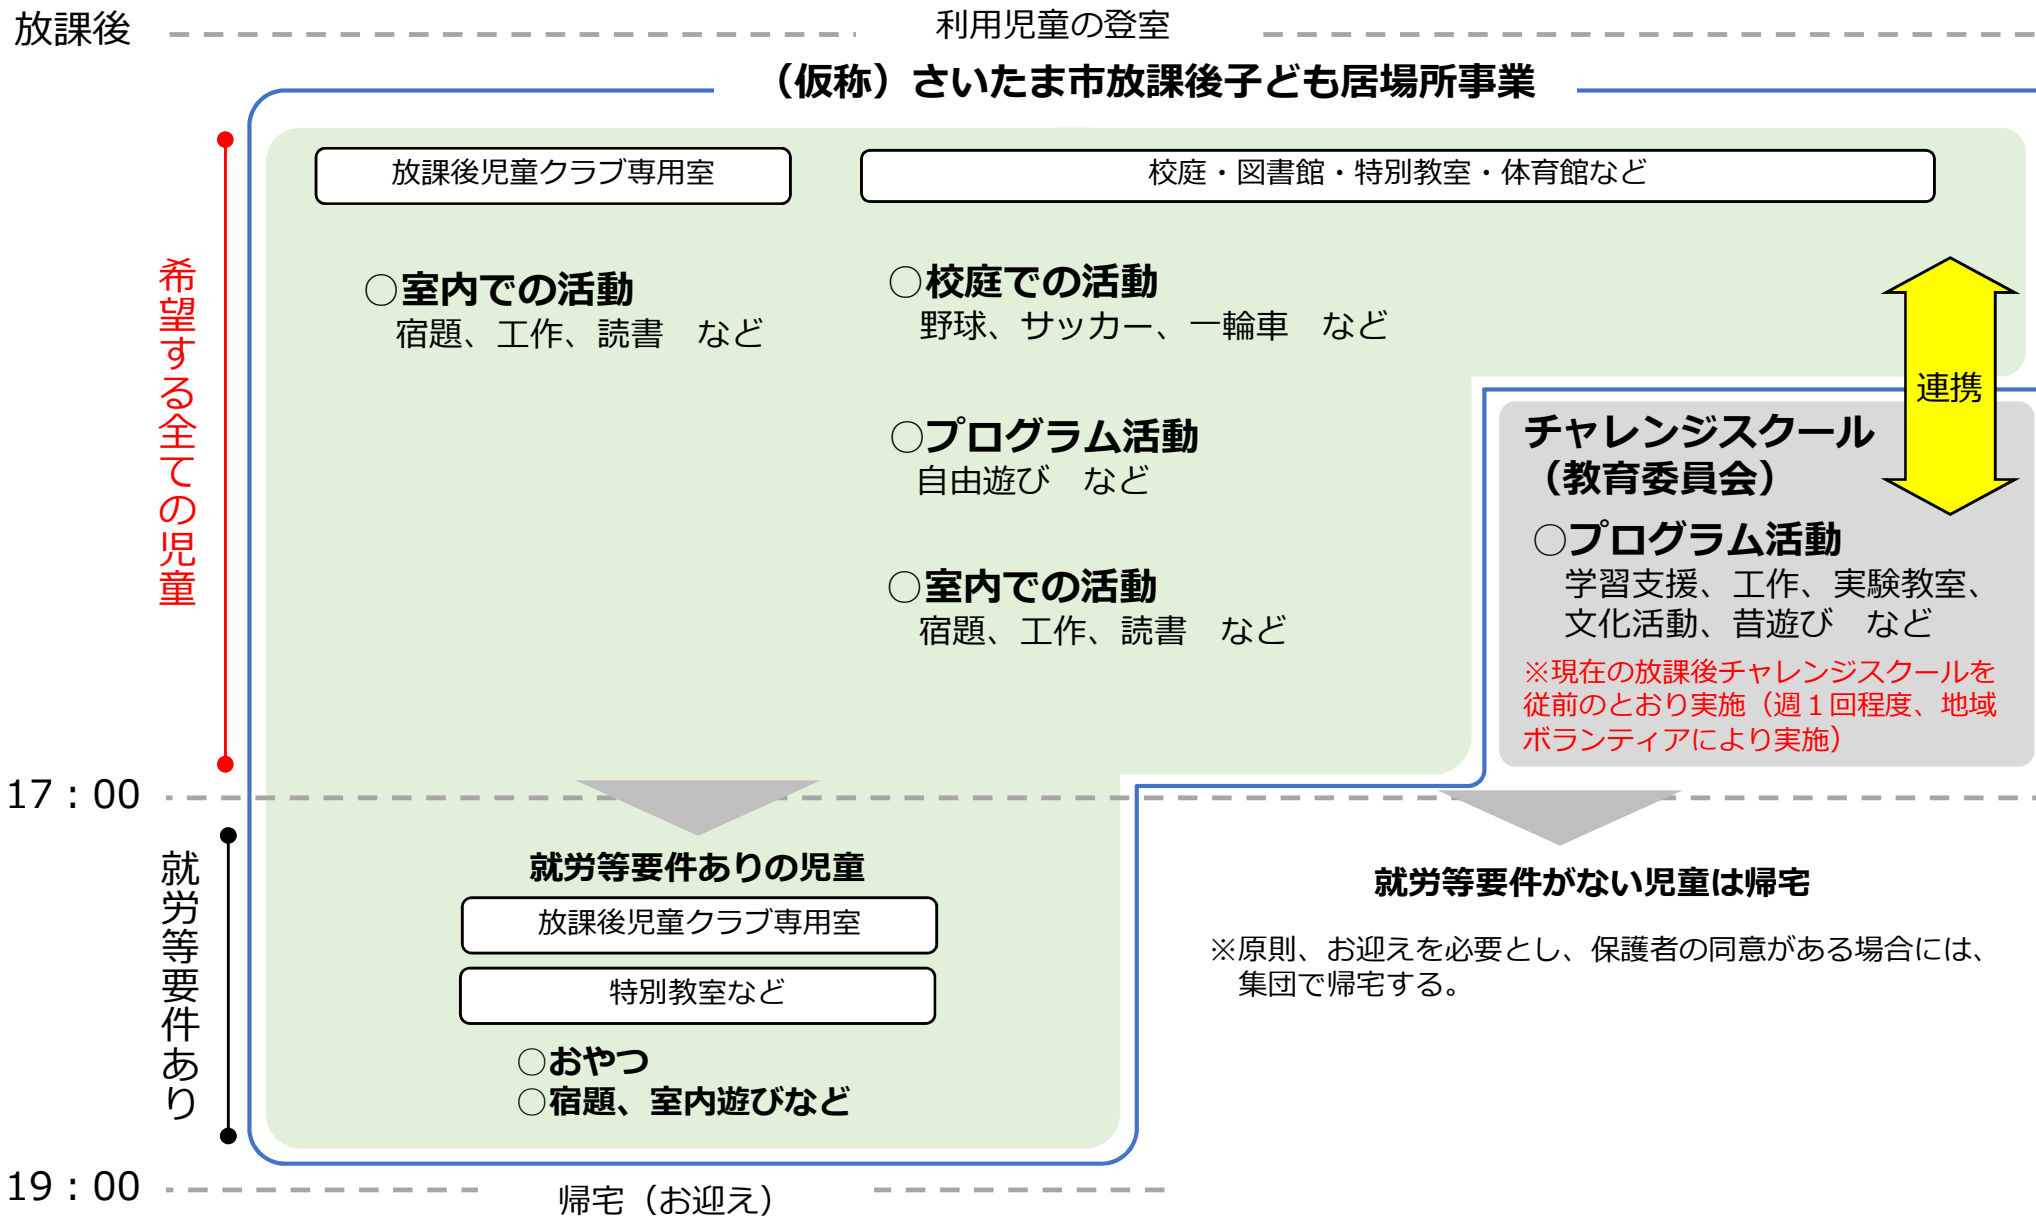 放課後
利用児童の登室
（仮称）さいたま市放課後子ども居場所事業
希望する全ての児童
放課後児童クラブ専用室
校庭・図書館・特別教室・体育館など
○室内での活動
宿題、工作、読書　など
○校庭での活動
野球、サッカー、一輪車　など
○プログラム活動
自由遊び　など
○室内での活動
宿題、工作、読書　など
連携
チャレンジスクール
（教育委員会）
○プログラム活動
学習支援、工作、実験教室、
文化活動、昔遊び　など
※現在の放課後チャレンジスクールを
従前のとおり実施（週１回程度、地域
ボランティアにより実施）
17：00
就労等要件あり
就労等要件ありの児童
放課後児童クラブ専用室
特別教室など
○おやつ
○宿題、室内遊びなど
就労等要件がない児童は帰宅
※原則、お迎えを必要とし、保護者の同意がある場合には、
集団で帰宅する。
19：00
帰宅（お迎え）